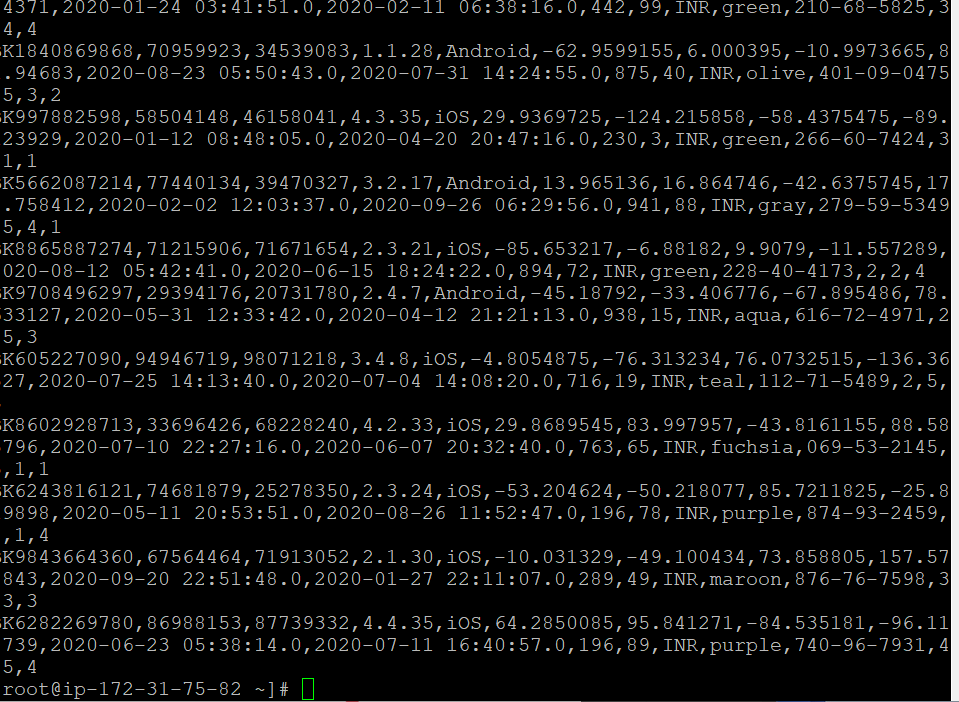 4371,2020-01-24 03:41:51.0,2020-02-11 06:38:16.0,442,99,INR,green,210-68-5825,3
4,4
K1840869868,70959923,34539083,1.1.28,Android,-62.9599155,6.000395,-10.9973665,8
.94683,2020-08-23 05:50:43.0,2020-07-31 14:24:55.0,875,40,INR,olive,401-09-0475
5,3,2
K997882598,58504148,46158041,4.3.35,iOS,29.9369725,-124.215858,-58.4375475,-89.
23929,2020-01-12 08:48:05.0,2020-04-20 20:47:16.0,230,3,INR,green,266-60-7424,3
1,1
K5662087214,77440134,39470327,3.2.17,Android,13.965136,16.864746,-42.6375745,17
.758412,2020-02-02 12:03:37.0,2020-09-26 06:29:56.0,941,88,INR,gray,279-59-5349
5,4,1
K8865887274,71215906,71671654,2.3.21,iOS,-85.653217,-6.88182,9.9079,-11.557289,
020-08-12 05:42:41.0,2020-06-15 18:24:22.0,894,72,INR,green,228-40-4173,2,2,4
K9708496297,29394176,20731780,2.4.7,Android,-45.18792,-33.406776,-67.895486,78.
33127,2020-05-31 12:33:42.0,2020-04-12 21:21:13.0,938,15,INR,aqua,616-72-4971,2
5,3
K605227090,94946719,98071218,3.4.8,iOS,-4.8054875,-76.313234,76.0732515,-136.36
27,2020-07-25 14:13:40.0,2020-07-04 14:08:20.0,716,19,INR,teal,112-71-5489,2,5,
K8602928713,33696426,68228240,4.2.33,iOS,29.8689545,83.997957,-43.8161155,88.58
796,2020-07-10 22:27:16.0,2020-06-07 20:32:40.0,763,65,INR,fuchsia,069-53-2145,
,1,1
K6243816121,74681879,25278350,2.3.24,iOS,-53.204624,-50.218077,85.7211825,-25.8
9898,2020-05-11 20:53:51.0,2020-08-26 11:52:47.0,196,78,INR,purple,874-93-2459,
,1,4
K9843664360,67564464,71913052,2.1.30,iOS,-10.031329,-49.100434,73.858805,157.57
843,2020-09-20 22:51:48.0,2020-01-27 22:11:07.0,289,49,INR,maroon,876-76-7598,3
3,3
K6282269780,86988153,87739332,4.4.35,iOS,64.2850085,95.841271,-84.535181,-96.11
739,2020-06-23 05:38:14.0,2020-07-11 16:40:57.0,196,89,INR,purple,740-96-7931,4
5,4
root@ip-172-31-75-82 ~]#